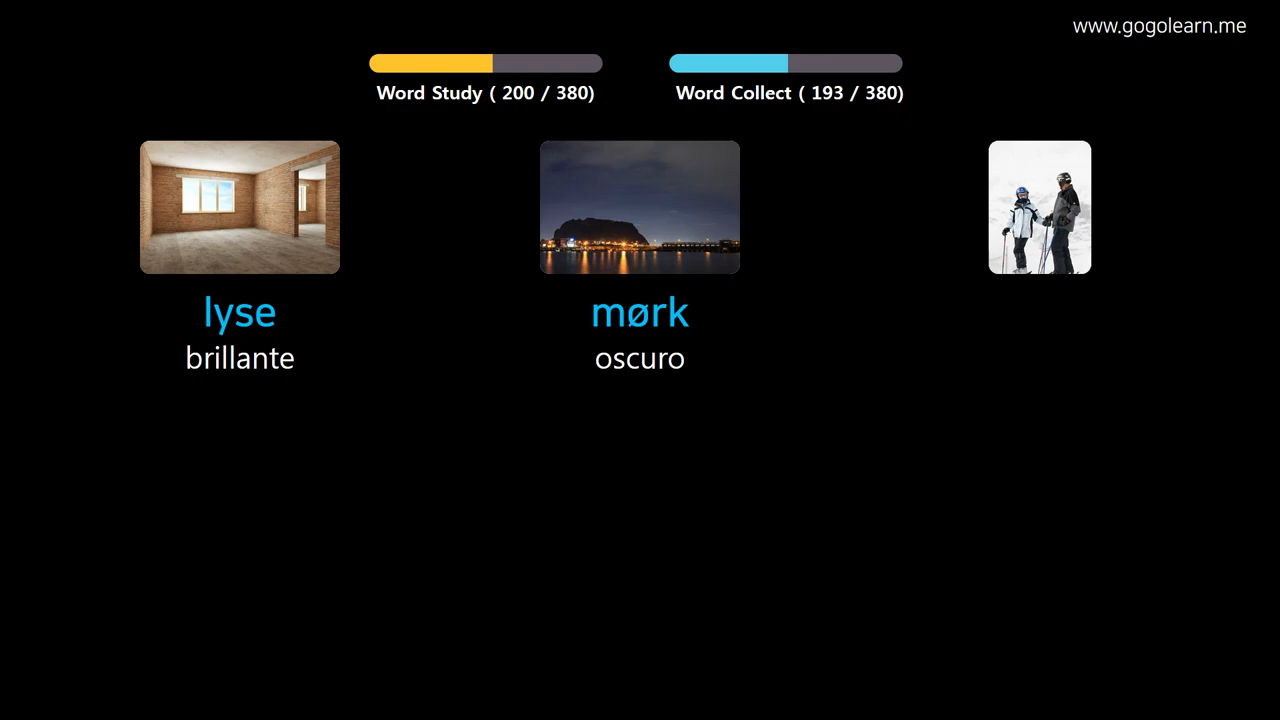 www.gogolearn.me
Word Study ( 200 / 380)
Word Collect ( 193 / 380)
lyse
brillante
mørk
oscuro